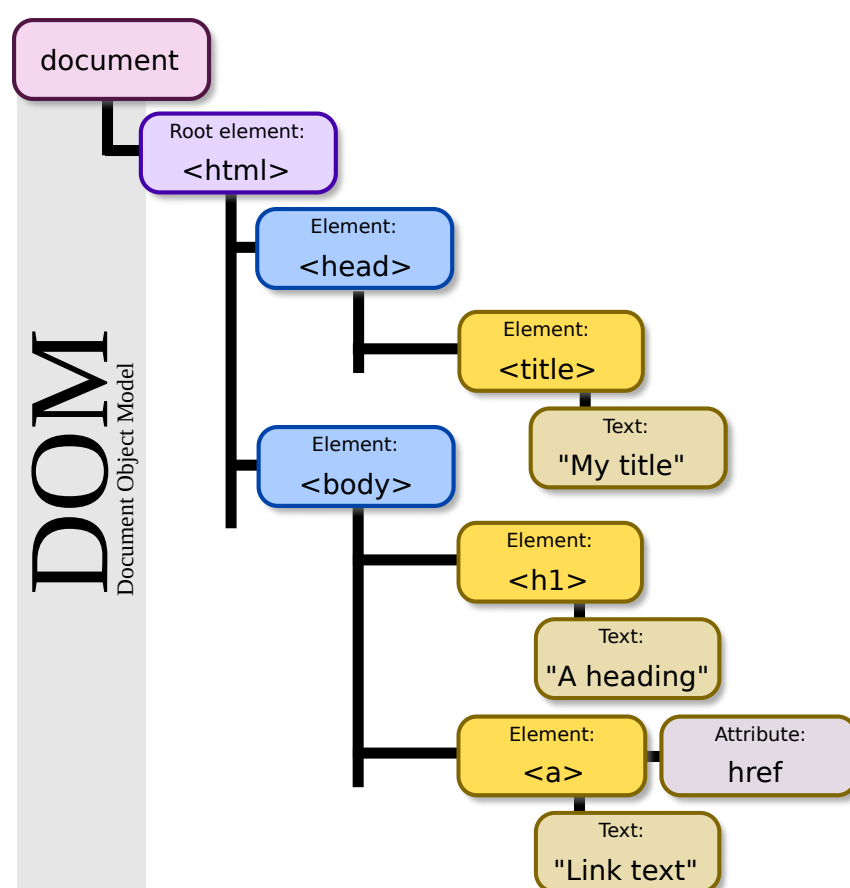 document
Root element:
<html>
Element:
<head>
Element:
<title>
Text:
"My title"
Element:
<body>
Element:
<h1>
Text:
"A heading"
Element:
<a>
Attribute:
href
Text:
"Link text"
DOM
Document Object Model